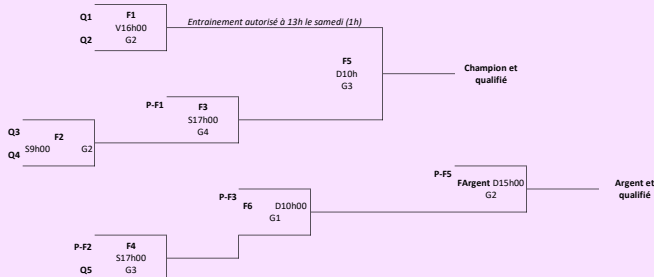 Q1
F1
V16h00
Q2
G2
Entrainement autorisé à 13h le samedi (1h)
F5
D10h
G3
Champion et
qualifié
P-F1
F3
S17h00
G4
Q3
F2
Q4
S9h00
G2
P-F5
FArgent D15h00
G2
Argent et
qualifié
P-F3
F6
D10h00
G1
P-F2
F4
S17h00
Q5
G3